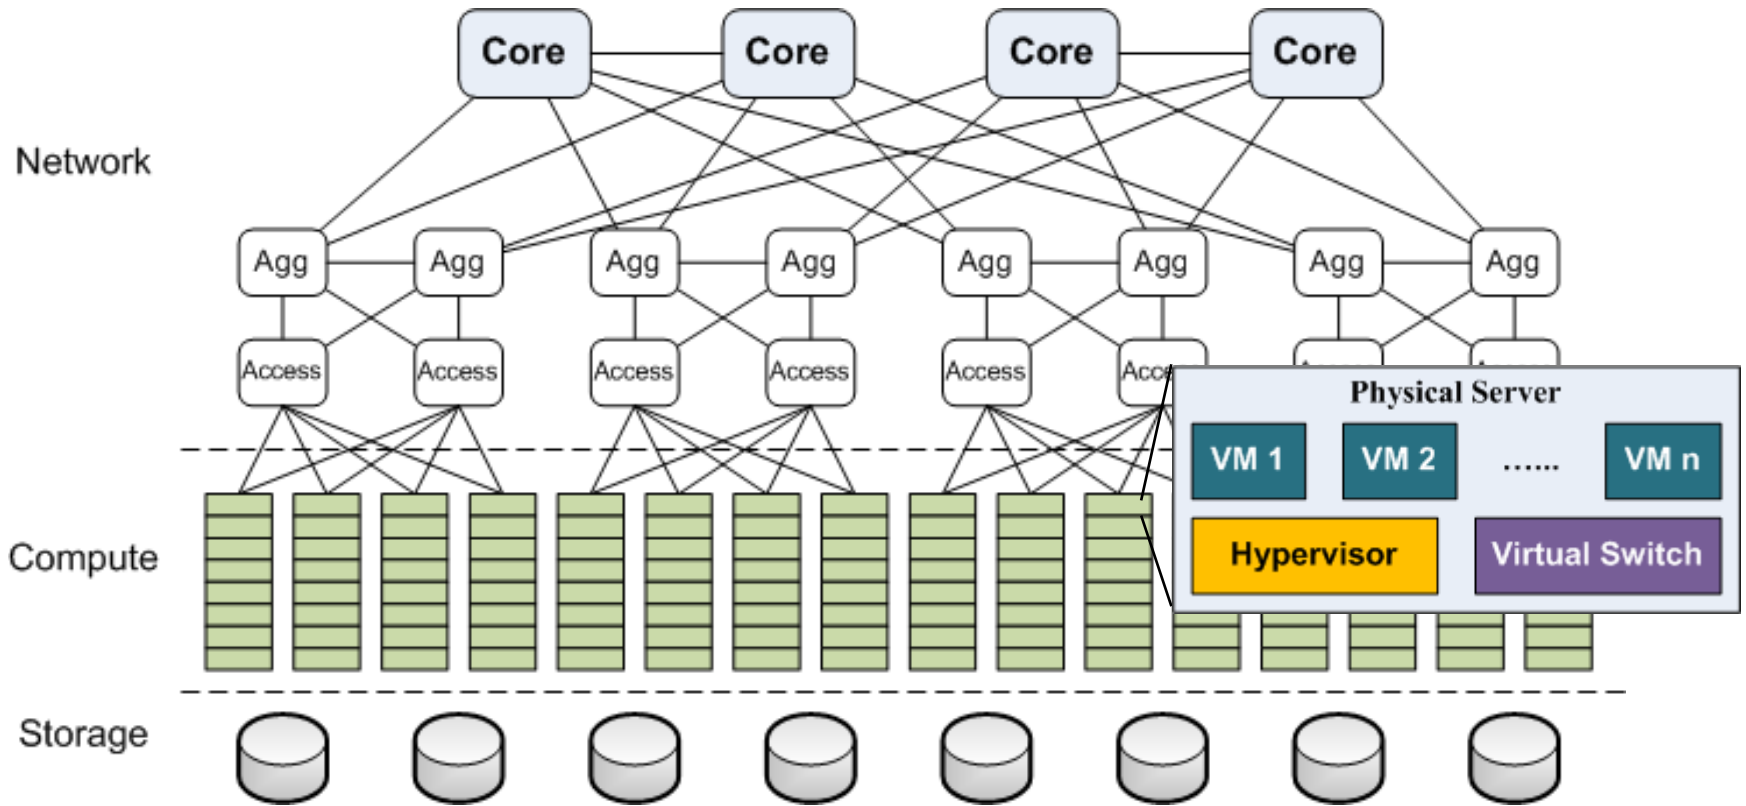 Core Core Core Core
Network
Agg Agg Agg Agg Agg Agg Agg Agg
Access Access Access Access Access
Physical Server
VM 1 VM 2 ...... VM n
Hypervisor Virtual Switch
Compute
Storage